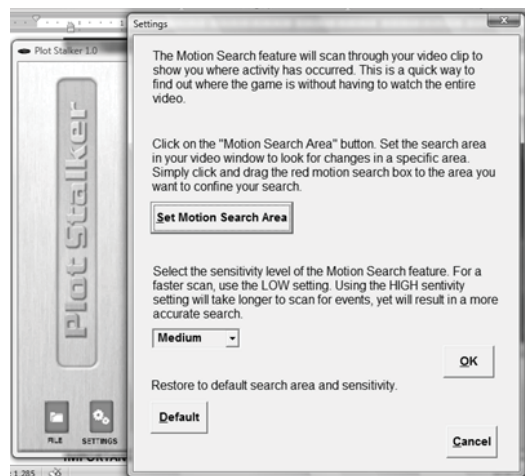 Settings
Plot Stalker 1.0
Plot Stalker
FILE SETTINGS
The Motion Search feature will scan through your video clip to
show you where activity has occurred. This is a quick way to
find out where the game is without having to watch the entire
video.
Click on the "Motion Search Area" button. Set the search area
in your video window to look for changes in a specific area.
Simply click and drag the red motion search box to the area you
want to confine your search.
Set Motion Search Area
Select the sensitivity level of the Motion Search feature. For a
faster scan, use the LOW setting. Using the HIGH sentivity
setting will take longer to scan for events, yet will result in a more
accurate search.
Medium
OK
Restore to default search area and sensitivity.
Default
Cancel
1,285